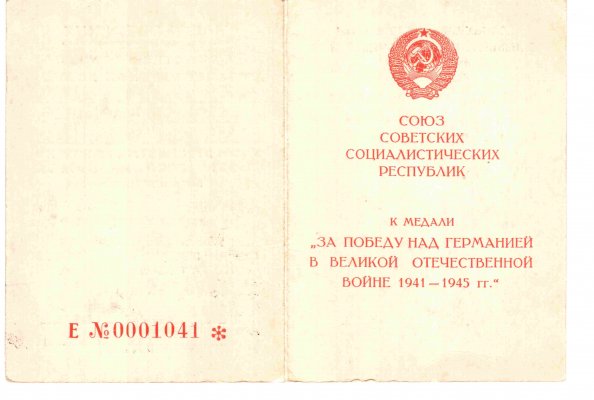 Е №0001041 *
СОЮЗ
СОВЕТСКИХ
СОЦИАЛИСТИЧЕСКИХ
РЕСПУБЛИК
К МЕДАЛИ
„ЗА ПОБЕДУ НАД ГЕРМАНИЕЙ
В ВЕЛИКОЙ ОТЕЧЕСТВЕННОЙ
ВОЙНЕ 1941—1945 гг.“